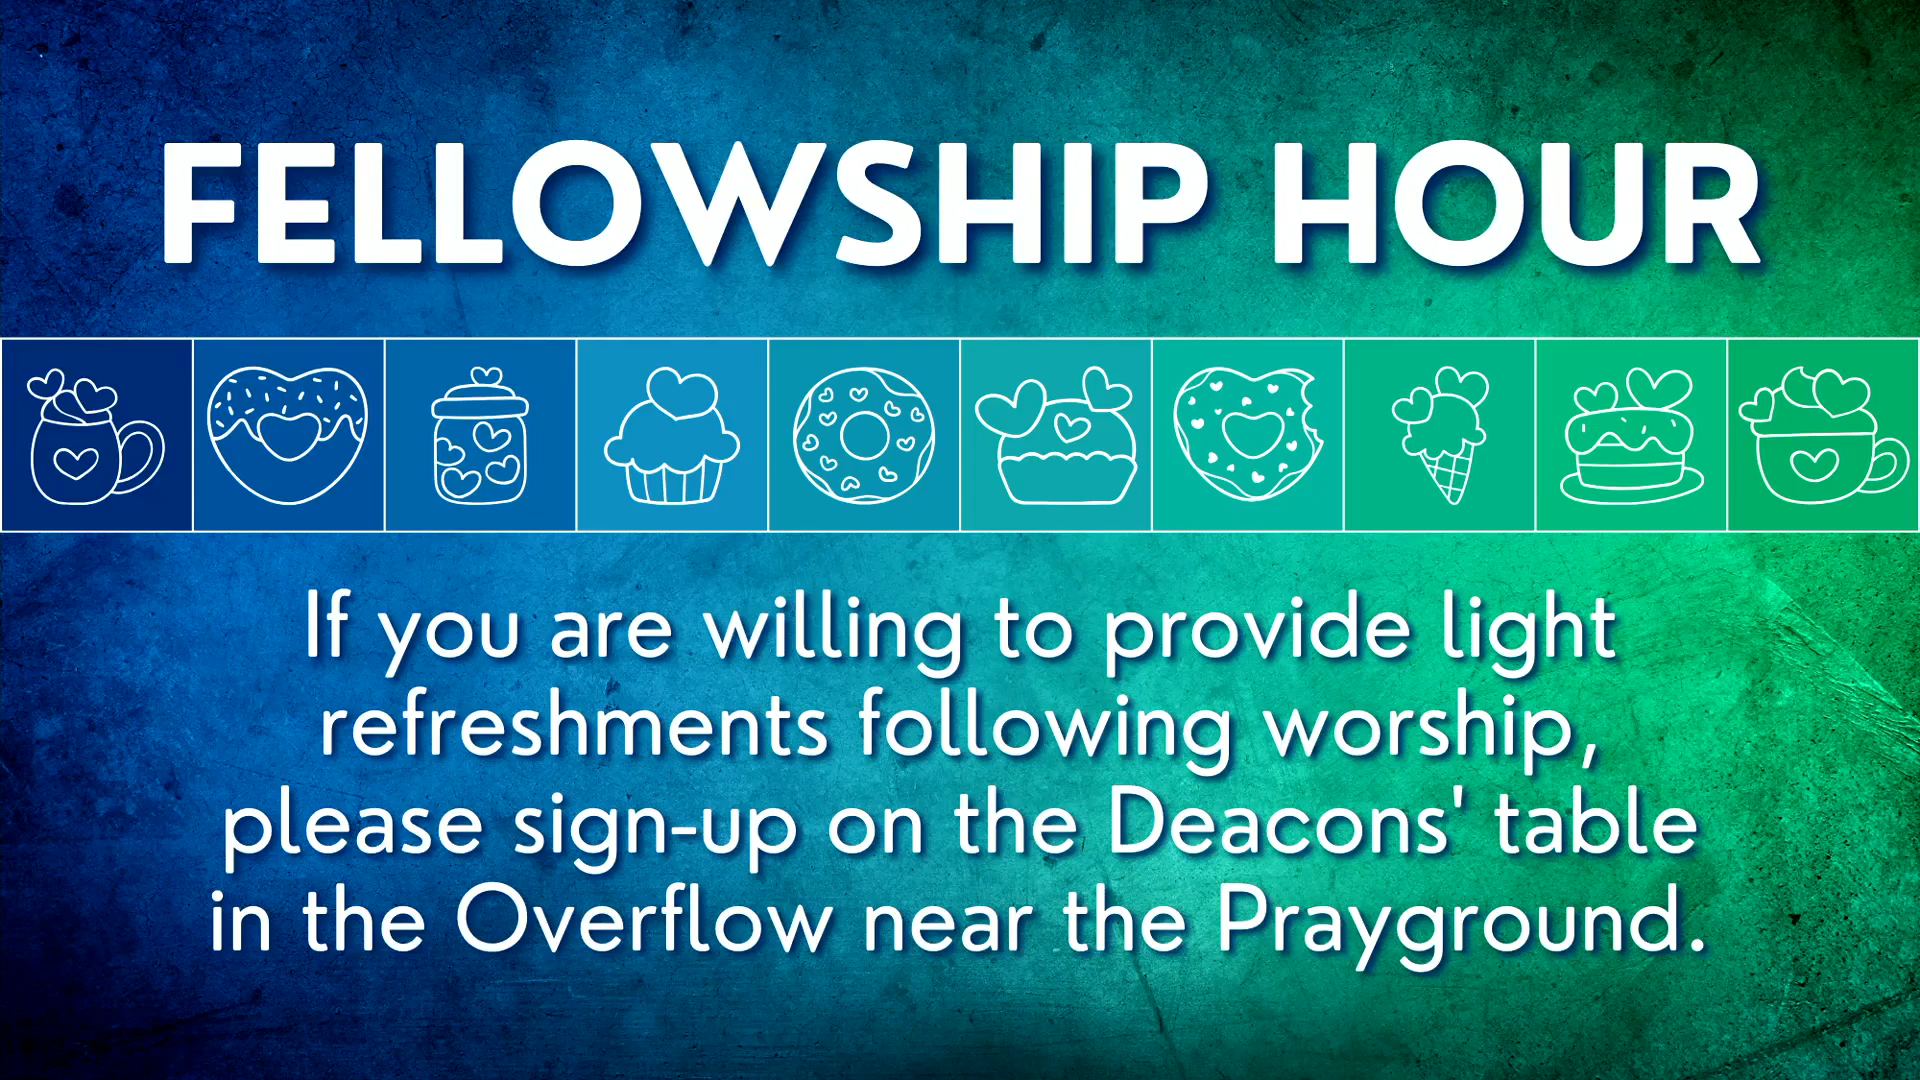 FELLOWSHIP HOUR
If you are willing to provide light
refreshments following worship,
please sign-up on the Deacons' table
in the Overflow near the Prayground.